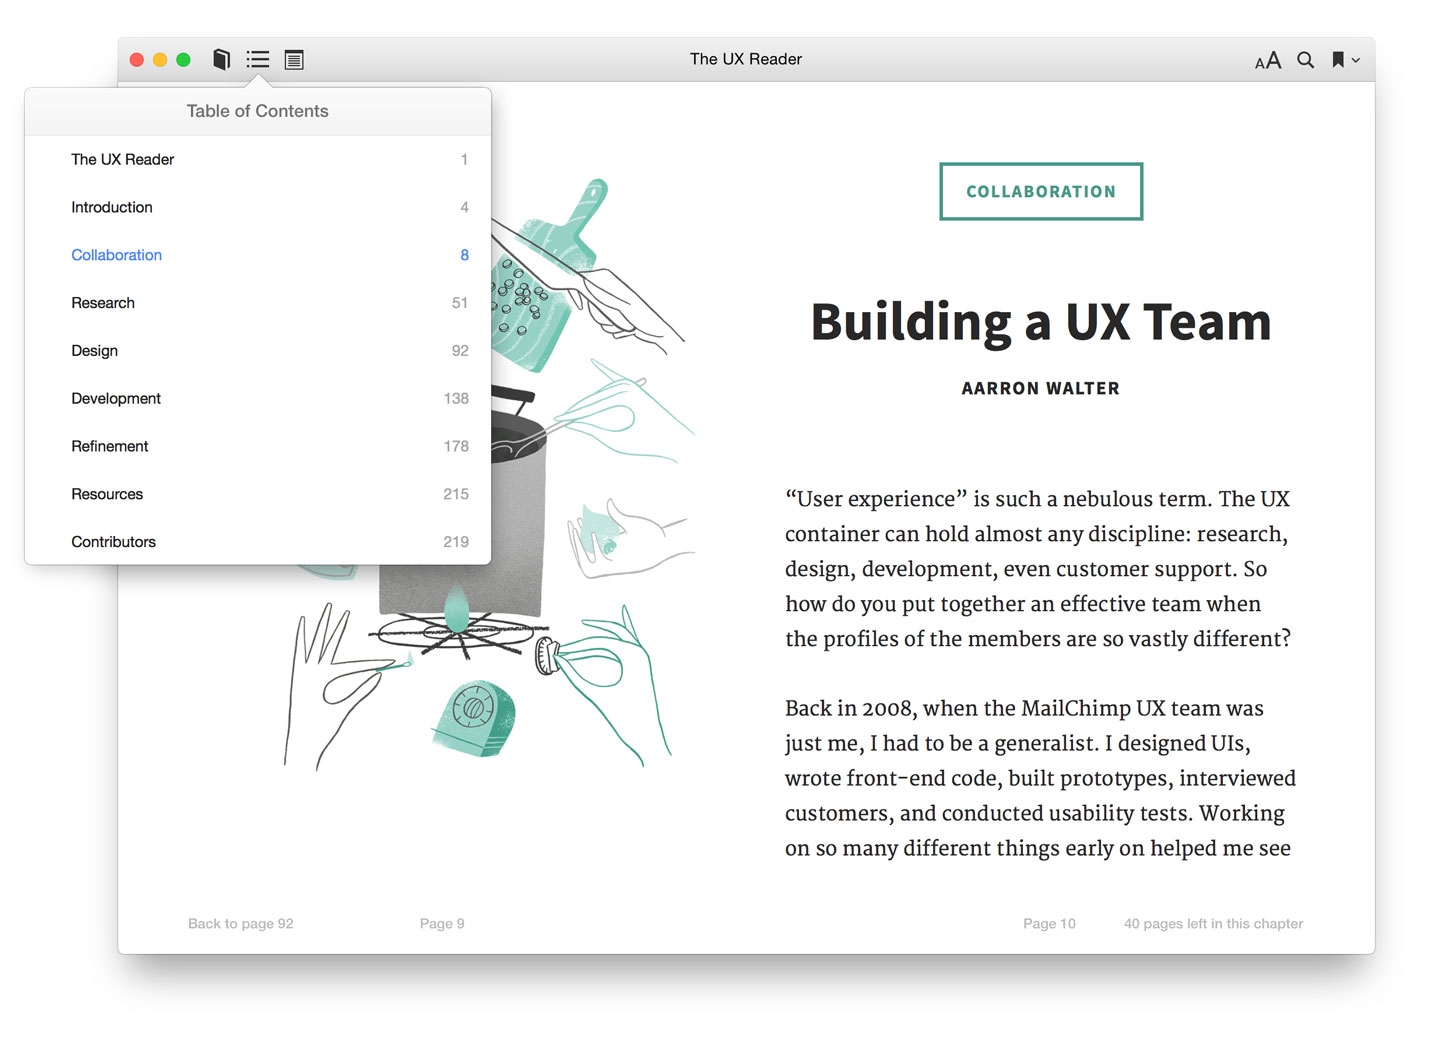 The UX Reader
AA
Table of Contents
The UX Reader 1
Introduction 4
Collaboration 8
Research 51
Design 92
Development 138
Refinement 178
Resources 215
Contributors 219
COLLABORATION
Building a UX Team
AARRON WALTER
“User experience” is such a nebulous term. The UX
container can hold almost any discipline: research,
design, development, even customer support. So
how do you put together an effective team when
the profiles of the members are so vastly different?
Back in 2008, when the MailChimp UX team was
just me, I had to be a generalist. I designed UIs,
wrote front-end code, built prototypes, interviewed
customers, and conducted usability tests. Working
on so many different things early on helped me see
Back to page 92
Page 9
Page 10
40 pages left in this chapter